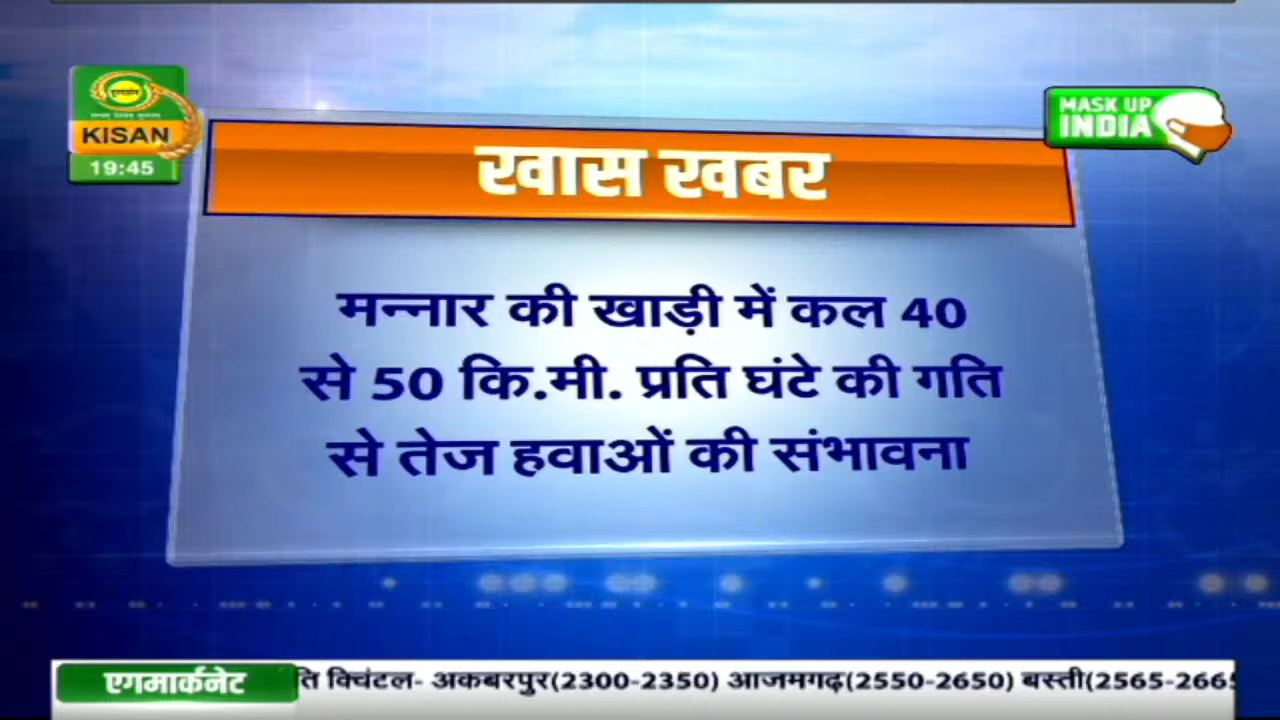 KISAN
19:45
MASK UP
INDIA
खास खबर
मन्नार की खाड़ी में कल 40
से 50 कि.मी. प्रति घंटे की गति
से तेज हवाओं की संभावना
एगमार्कनेट
ति क्विंटल- अकबरपुर(2300-2350) आजमगढ़(2550-2650) बस्ती(2565-266